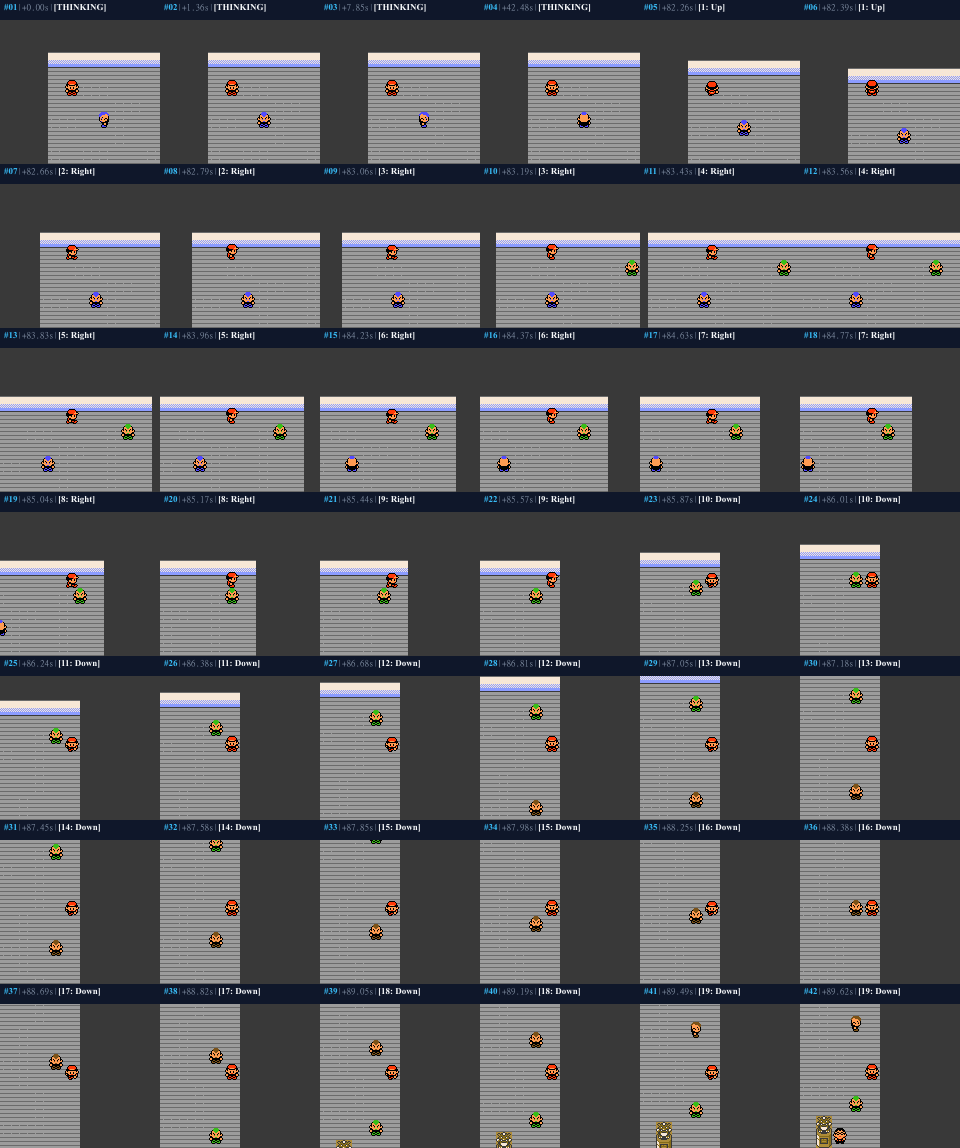 #01|+0.00s|[THINKING] #02|+1.36s|[THINKING] #03|+7.85s|[THINKING] #04|+42.48s|[THINKING] #05|+82.26s|[1: Up] #06|+82.39s|[1: Up]
#07|+82.66s|[2: Right] #08|+82.79s|[2: Right] #09|+83.06s|[3: Right] #10|+83.19s|[3: Right] #11|+83.43s|[4: Right] #12|+83.56s|[4: Right]
#13|+83.83s|[5: Right] #14|+83.96s|[5: Right] #15|+84.23s|[6: Right] #16|+84.37s|[6: Right] #17|+84.63s|[7: Right] #18|+84.77s|[7: Right]
#19|+85.04s|[8: Right] #20|+85.17s|[8: Right] #21|+85.44s|[9: Right] #22|+85.57s|[9: Right] #23|+85.87s|[10: Down] #24|+86.01s|[10: Down]
#25|+86.24s|[11: Down] #26|+86.38s|[11: Down] #27|+86.68s|[12: Down] #28|+86.81s|[12: Down] #29|+87.05s|[13: Down] #30|+87.18s|[13: Down]
#31|+87.45s|[14: Down] #32|+87.58s|[14: Down] #33|+87.85s|[15: Down] #34|+87.98s|[15: Down] #35|+88.25s|[16: Down] #36|+88.38s|[16: Down]
#37|+88.69s|[17: Down] #38|+88.82s|[17: Down] #39|+89.05s|[18: Down] #40|+89.19s|[18: Down] #41|+89.49s|[19: Down] #42|+89.62s|[19: Down]